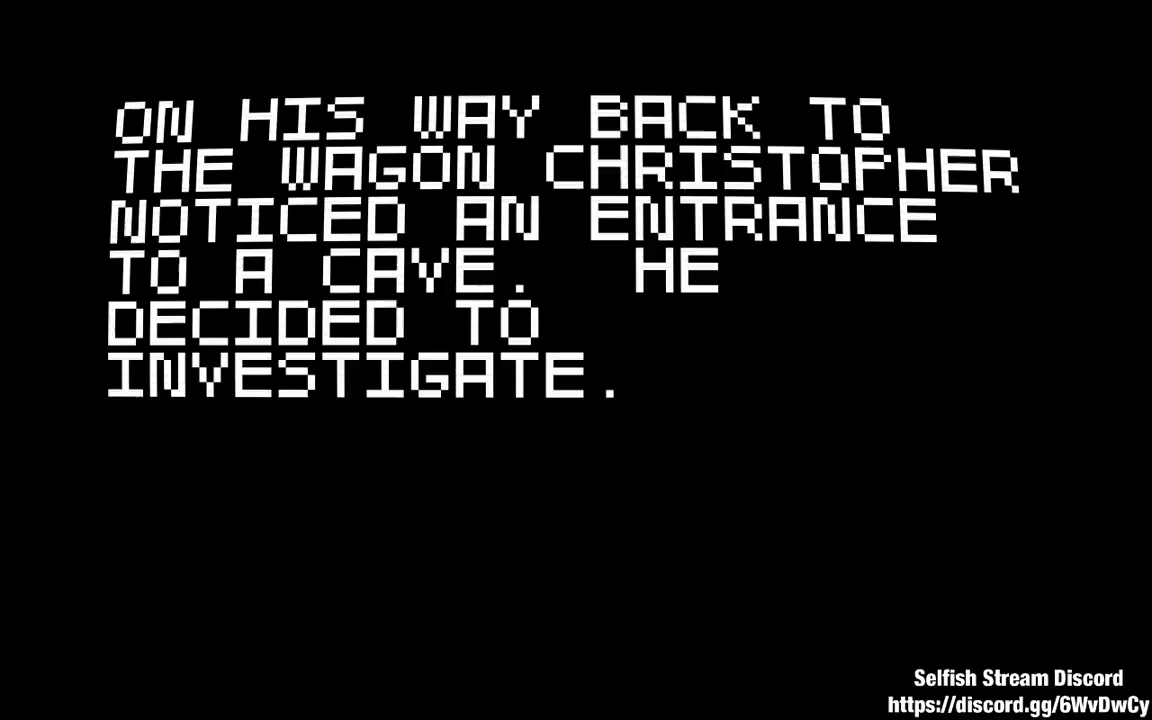 ON HIS WAY BACK TO
THE WAGON CHRISTOPHER
NOTICED AN ENTRANCE
TO A CAVE.  HE
DECIDED TO
INVESTIGATE.
Selfish Stream Discord
https://discord.gg/6WvDwCy